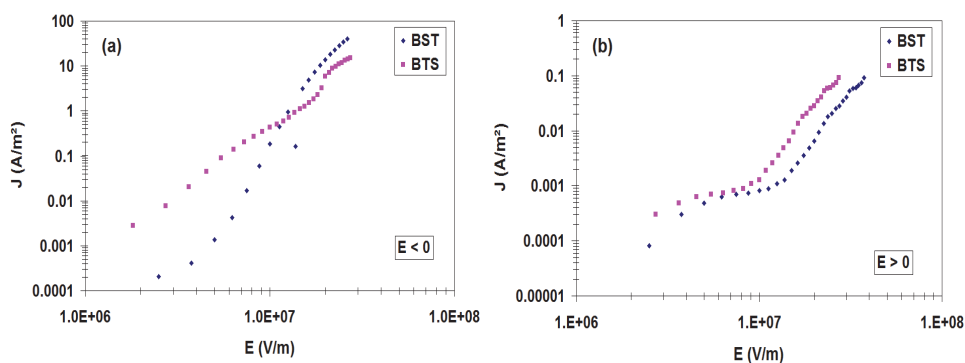 (a)
BST
BTS
100
10
1
0.1
0.01
0.001
0.0001
J (A/m²)
E < 0
1.0E+06
1.0E+07
1.0E+08
E (V/m)
(b)
BST
BTS
1
0.1
0.01
0.001
0.0001
0.00001
J (A/m²)
E > 0
1.E+06
1.E+07
1.E+08
E (V/m)